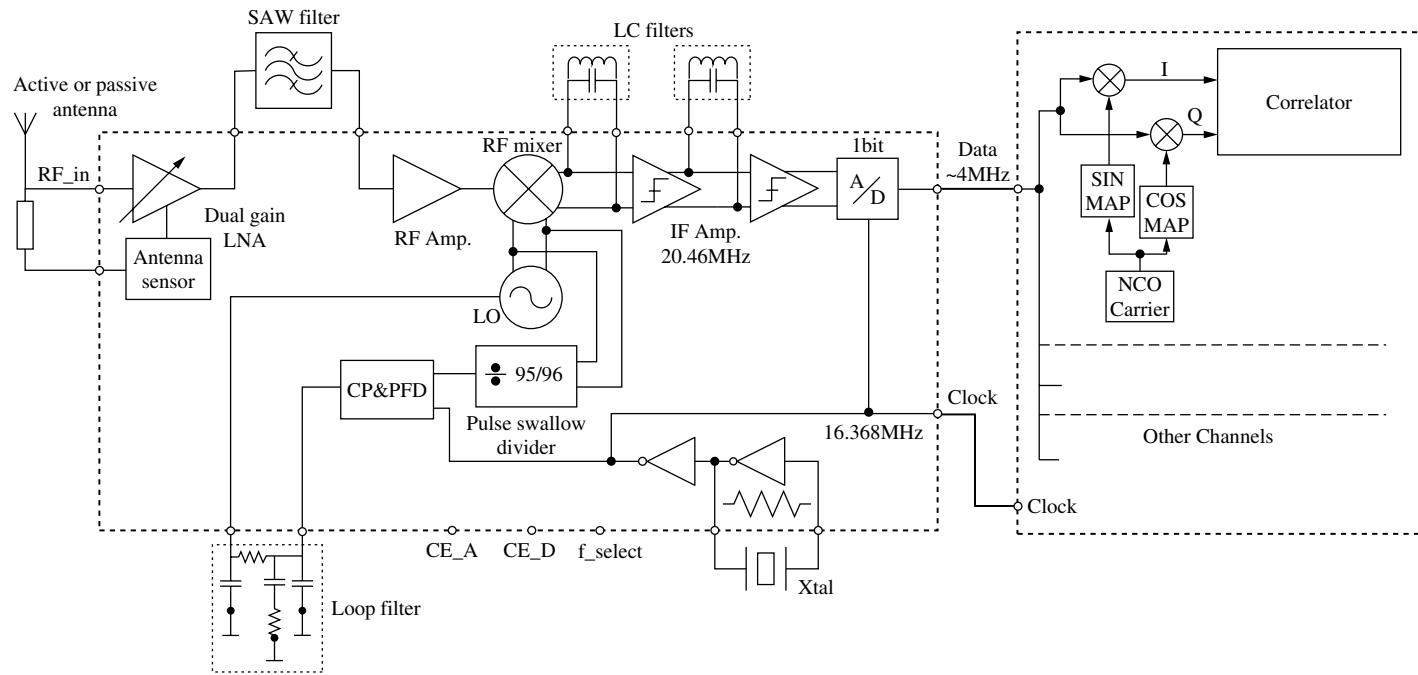 SAW filter
LC filters
Active or passive
antenna
RF_in
Dual gain
LNA
Antenna
sensor
RF Amp.
RF mixer
LO
IF Amp.
20.46MHz
1bit
A/D
Data
~4MHz
I
Q
Correlator
SIN
MAP
COS
MAP
NCO
Carrier
Other Channels
CP&PFD
95/96
Pulse swallow
divider
16.368MHz
Clock
Clock
CE_A
CE_D
f_select
Xtal
Loop filter